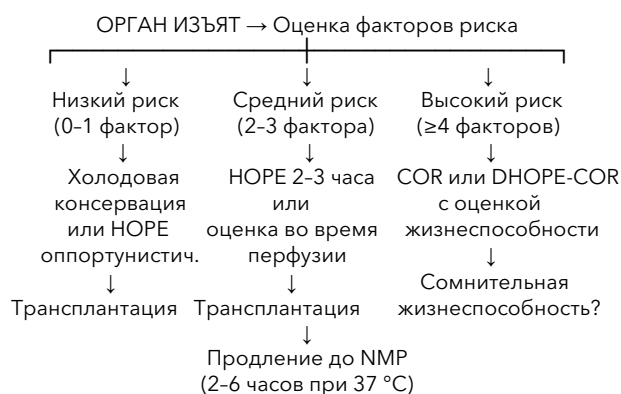 ОРГАН ИЗЪЯТ → Оценка факторов риска
↓ ↓ ↓
Низкий риск Средний риск Высокий риск
(0–1 фактор) (2–3 фактора) (≥4 факторов)
↓ ↓ ↓
Холодовая HOPE 2–3 часа COR или DHOPE-COR
консервация или с оценкой
или HOPE оценка во время жизнеспособности
оппортунистич. перфузии ↓
↓ ↓ Сомнительная
Трансплантация Трансплантация жизнеспособность?
↓
Продление до NMP
(2–6 часов при 37 °C)